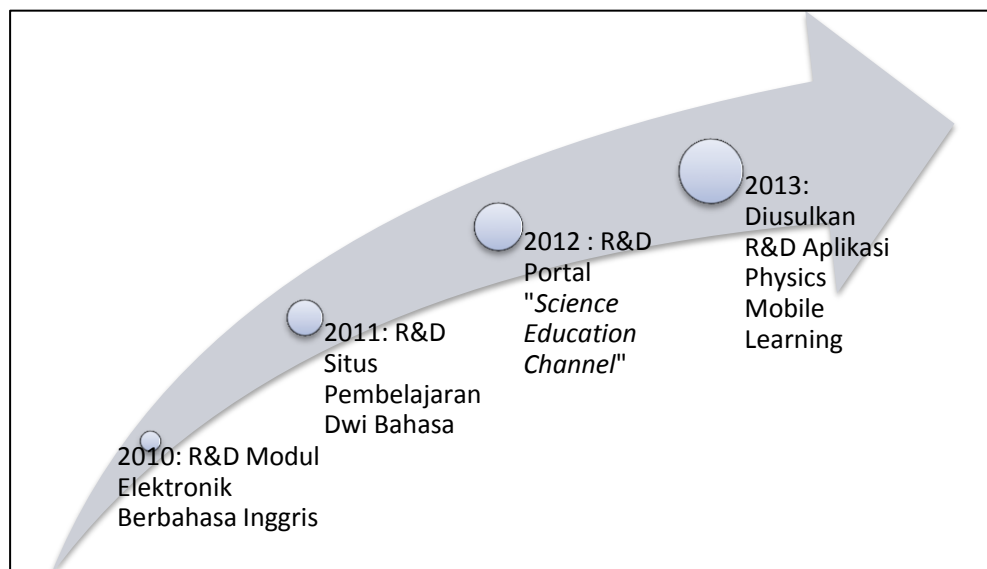 2010: R&D Modul
Elektronik
Berbahasa Inggris
2011: R&D
Situs
Pembelajaran
Dwi Bahasa
2012 : R&D
Portal
"Science
Education
Channel"
2013:
Diusulkan
R&D Aplikasi
Physics
Mobile
Learning